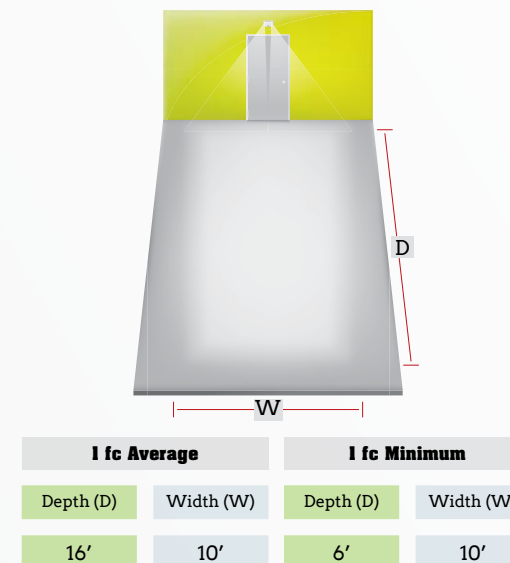 D
W
1 fc Average 1 fc Minimum
Depth (D) Width (W) Depth (D) Width (W
16′ 10′ 6′ 10′